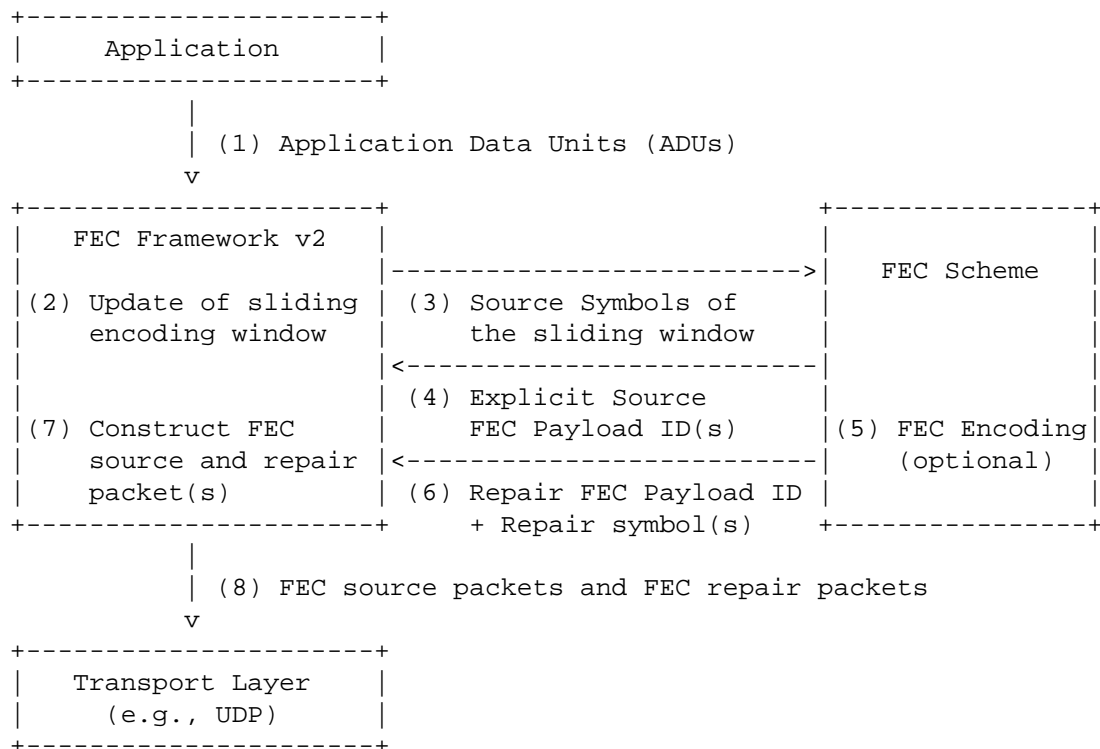 Application
(1) Application Data Units (ADUs)
FEC Framework v2
FEC Scheme
(2) Update of sliding (3) Source Symbols of
encoding window the sliding window
(4) Explicit Source
(7) Construct FEC FEC Payload ID(s) (5) FEC Encoding
source and repair (optional)
packet(s) (6) Repair FEC Payload ID
+ Repair symbol(s)
(8) FEC source packets and FEC repair packets
Transport Layer
(e.g., UDP)